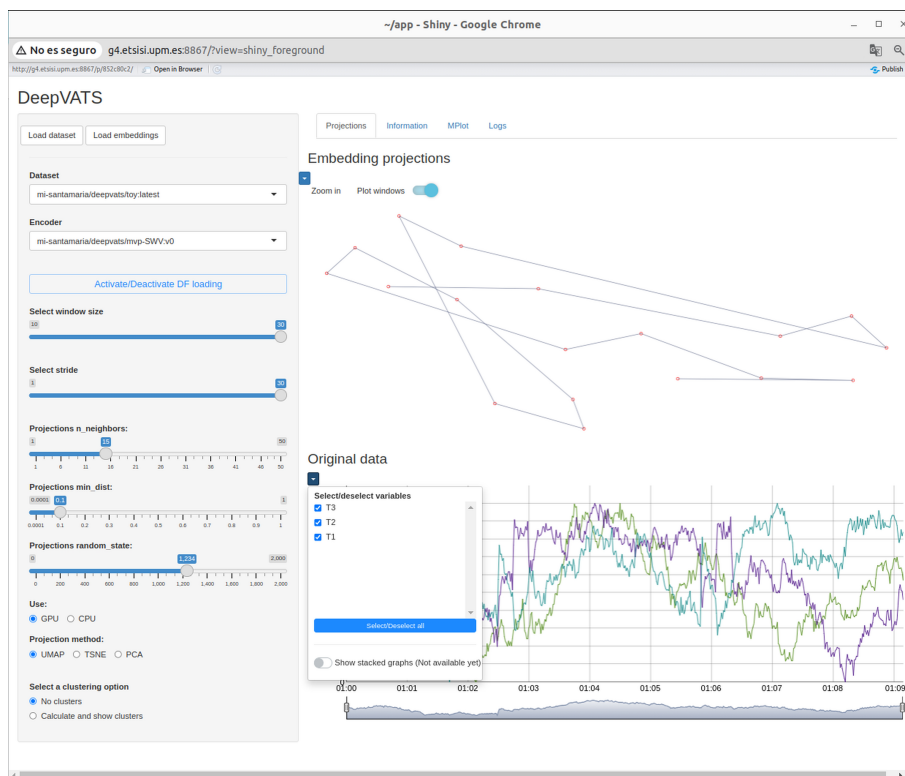 ~/app - Shiny - Google Chrome
No es seguro g4.etsisi.upm.es:8867/?view=shiny_foreground
http://g4.etsisi.upm.es:8867/p/852c80c2/ Open in Browser Publish
DeepVATS
Load dataset Load embeddings
Dataset
mi-santamaria/deepvats/toy:latest
Encoder
mi-santamaria/deepvats/mvp-SWV:v0
Activate/Deactivate DF loading
Select window size
10 30
Select stride
1 30
Projections n_neighbors:
1 15 50
1 6 11 16 21 26 31 36 41 46 50
Projections min_dist:
0.0001 0.1 1
0.0001 0.1 0.2 0.3 0.4 0.5 0.6 0.7 0.8 0.9 1
Projections random_state:
0 1,234 2,000
0 200 400 600 800 1,000 1,200 1,400 1,600 1,800 2,000
Use:
GPU CPU
Projection method:
UMAP TSNE PCA
Select a clustering option
No clusters
Calculate and show clusters
Projections Information MPlot Logs
Embedding projections
Zoom in Plot windows
Original data
Select/deselect variables
T3
T2
T1
Select/Deselect all
Show stacked graphs (Not available yet)
01:00 01:01 01:02 01:03 01:04 01:05 01:06 01:07 01:08 01:09